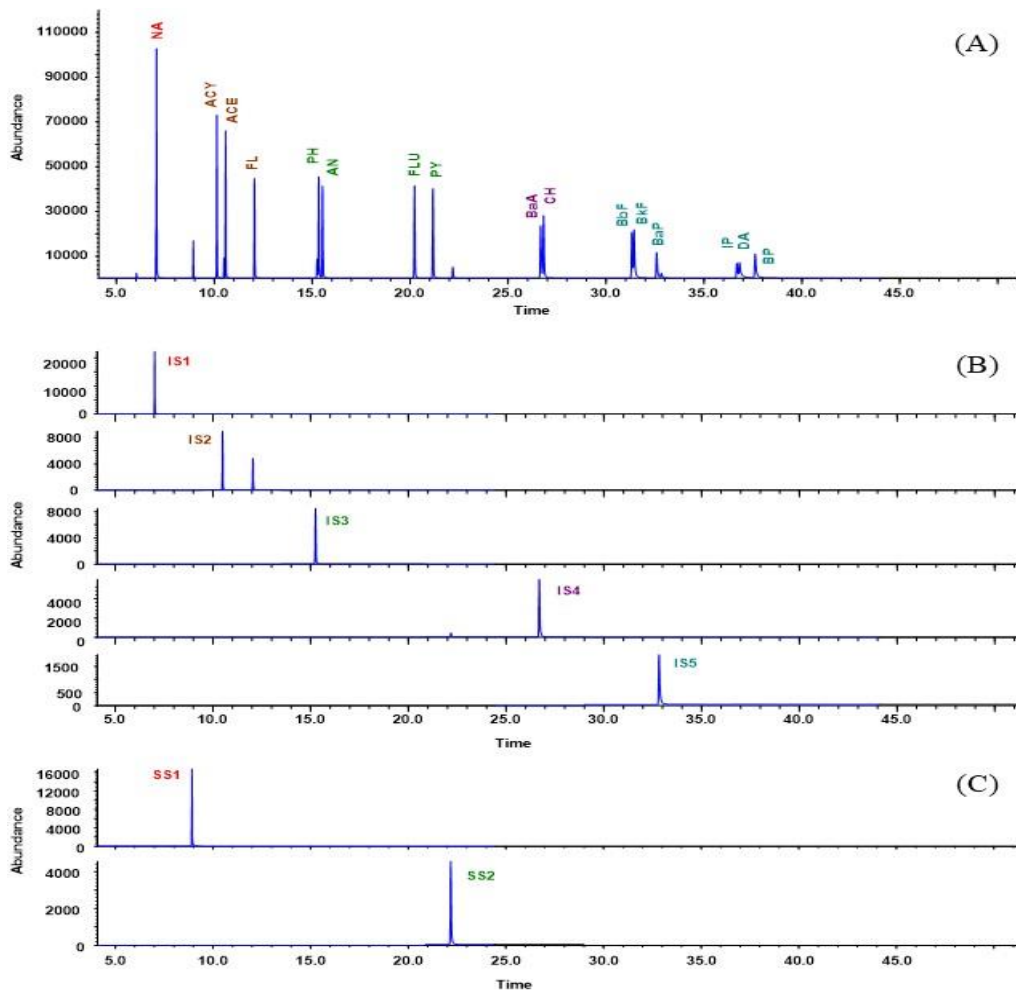 (A)
Abundance
110000
90000
70000
50000
30000
10000
NA
ACY
ACE
FL
PH
AN
FLU
PY
BaA
CH
BbF
BkF
BaP
IP
DA
BP
5.0 10.0 15.0 20.0 25.0 30.0 35.0 40.0 45.0
Time
(B)
Abundance
20000
10000
0
IS1
8000
4000
0
IS2
8000
4000
0
IS3
4000
2000
0
IS4
1500
500
0
IS5
5.0 10.0 15.0 20.0 25.0 30.0 35.0 40.0 45.0
Time
(C)
Abundance
16000
12000
8000
4000
0
SS1
4000
2000
0
SS2
5.0 10.0 15.0 20.0 25.0 30.0 35.0 40.0 45.0
Time